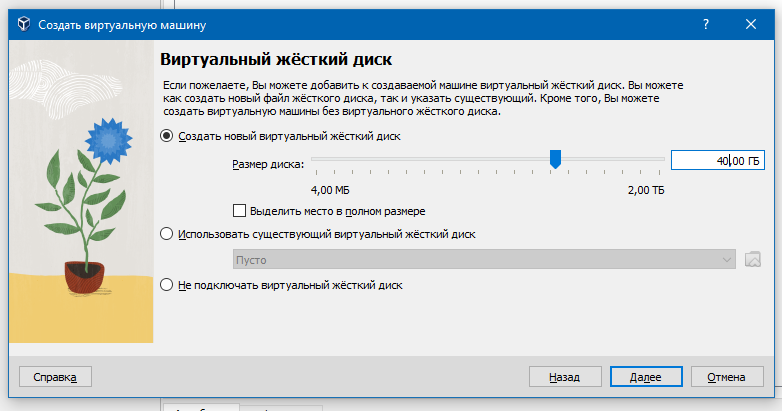 Создать виртуальную машину
Виртуальный жёсткий диск
Если пожелаете, Вы можете добавить к создаваемой машине виртуальный жёсткий диск. Вы можете
как создать новый файл жёсткого диска, так и указать существующий. Кроме того, Вы можете
создать виртуальную машины без виртуального жёсткого диска.
Создать новый виртуальный жёсткий диск
Размер диска:
40,00 ГБ
4,00 МБ
2,00 ТБ
Выделить место в полном размере
Использовать существующий виртуальный жёсткий диск
Пусто
Не подключать виртуальный жёсткий диск
Справка
Назад
Далее
Отмена